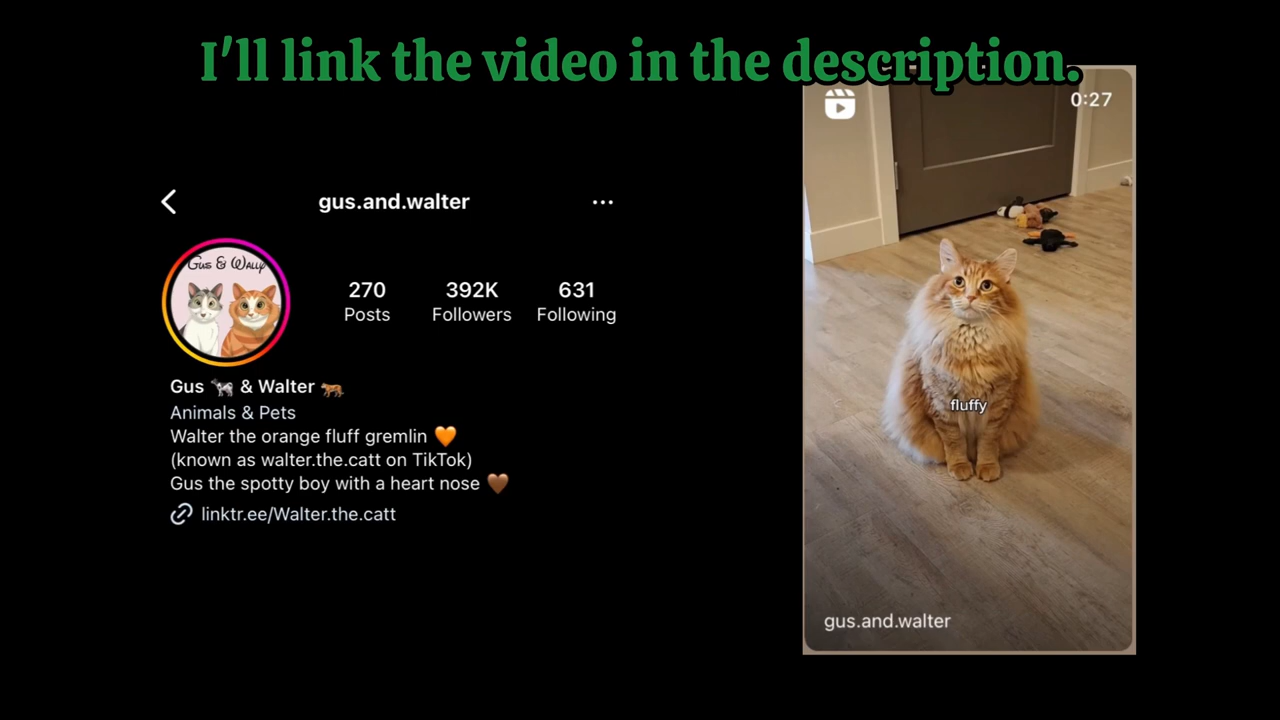 I'll link the video in the description.
gus.and.walter
Gus & Wally
270
392K
631
Posts
Followers
Following
Gus 🐄 & Walter 🐅
Animals & Pets
Walter the orange fluff gremlin 🧡
(known as walter.the.catt on TikTok)
Gus the spotty boy with a heart nose 🤎
linktr.ee/Walter.the.catt
0:27
fluffy
gus.and.walter